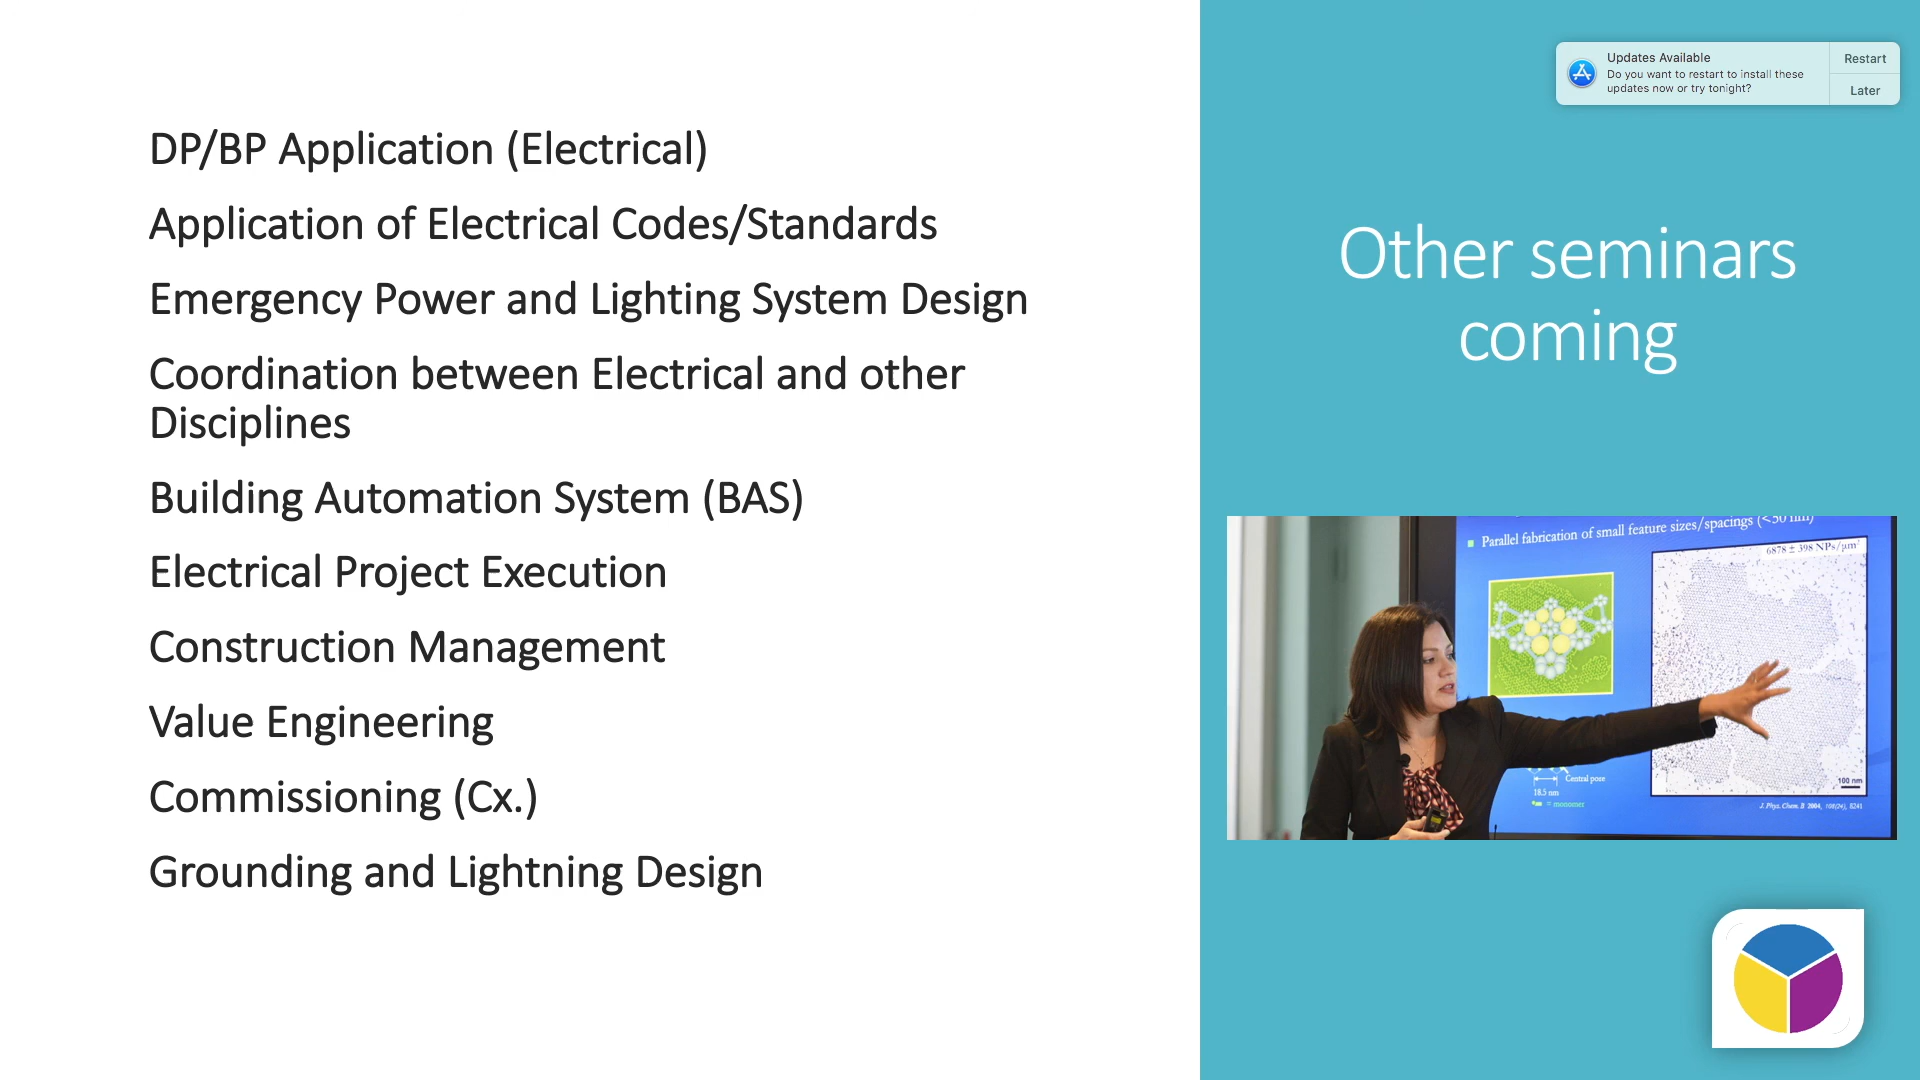 DP/BP Application (Electrical)
Application of Electrical Codes/Standards
Emergency Power and Lighting System Design
Coordination between Electrical and other
Disciplines
Building Automation System (BAS)
Electrical Project Execution
Construction Management
Value Engineering
Commissioning (Cx.)
Grounding and Lightning Design
Updates Available
Do you want to restart to install these
updates now or try tonight?
Restart
Later
Other seminars
coming
Parallel fabrication of small feature sizes/spacings (<50 nm)
6878 ± 398 NPs/µm²
Central pore
18.5 nm
= monomer
100 nm
J. Phys. Chem. B 2004, 108(24), 8241